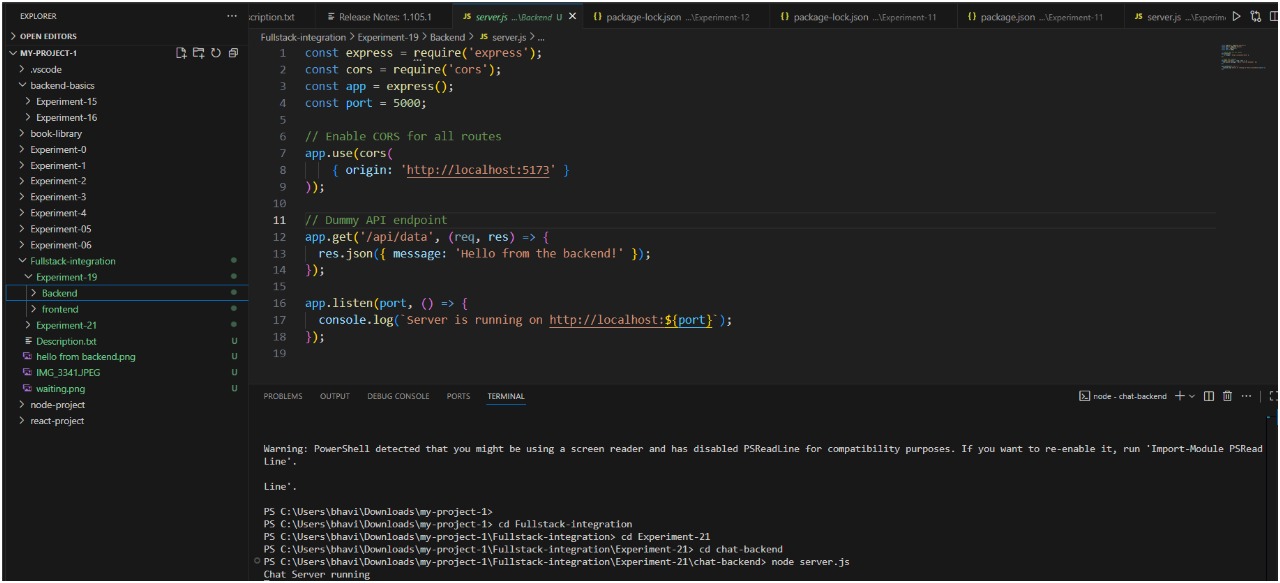 EXPLORER
OPEN EDITORS
MY-PROJECT-1
.vscode
backend-basics
Experiment-15
Experiment-16
book-library
Experiment-0
Experiment-1
Experiment-2
Experiment-3
Experiment-4
Experiment-05
Experiment-06
Fullstack-integration
Experiment-19
Backend
frontend
Experiment-21
Description.txt U
hello from backend.png U
IMG_3341.JPEG U
waiting.png U
node-project
react-project
scription.txt Release Notes: 1.105.1 JS server.js ...\Backend U {} package-lock.json ...\Experiment-12 {} package-lock.json ...\Experiment-11 {} package.json ...\Experiment-11 JS server.js ...\Experim
Fullstack-integration > Experiment-19 > Backend > JS server.js > ...
1 const express = require('express');
2 const cors = require('cors');
3 const app = express();
4 const port = 5000;
5
6 // Enable CORS for all routes
7 app.use(cors(
8 { origin: 'http://localhost:5173' }
9 ));
10
11 // Dummy API endpoint
12 app.get('/api/data', (req, res) => {
13 res.json({ message: 'Hello from the backend!' });
14 });
15
16 app.listen(port, () => {
17 console.log(`Server is running on http://localhost:${port}`);
18 });
19
PROBLEMS OUTPUT DEBUG CONSOLE PORTS TERMINAL node - chat-backend
Warning: PowerShell detected that you might be using a screen reader and has disabled PSReadLine for compatibility purposes. If you want to re-enable it, run 'Import-Module PSRead
Line'.
Line'.
PS C:\Users\bhavi\Downloads\my-project-1>
PS C:\Users\bhavi\Downloads\my-project-1> cd Fullstack-integration
PS C:\Users\bhavi\Downloads\my-project-1\Fullstack-integration> cd Experiment-21
PS C:\Users\bhavi\Downloads\my-project-1\Fullstack-integration\Experiment-21> cd chat-backend
PS C:\Users\bhavi\Downloads\my-project-1\Fullstack-integration\Experiment-21\chat-backend> node server.js
Chat Server running